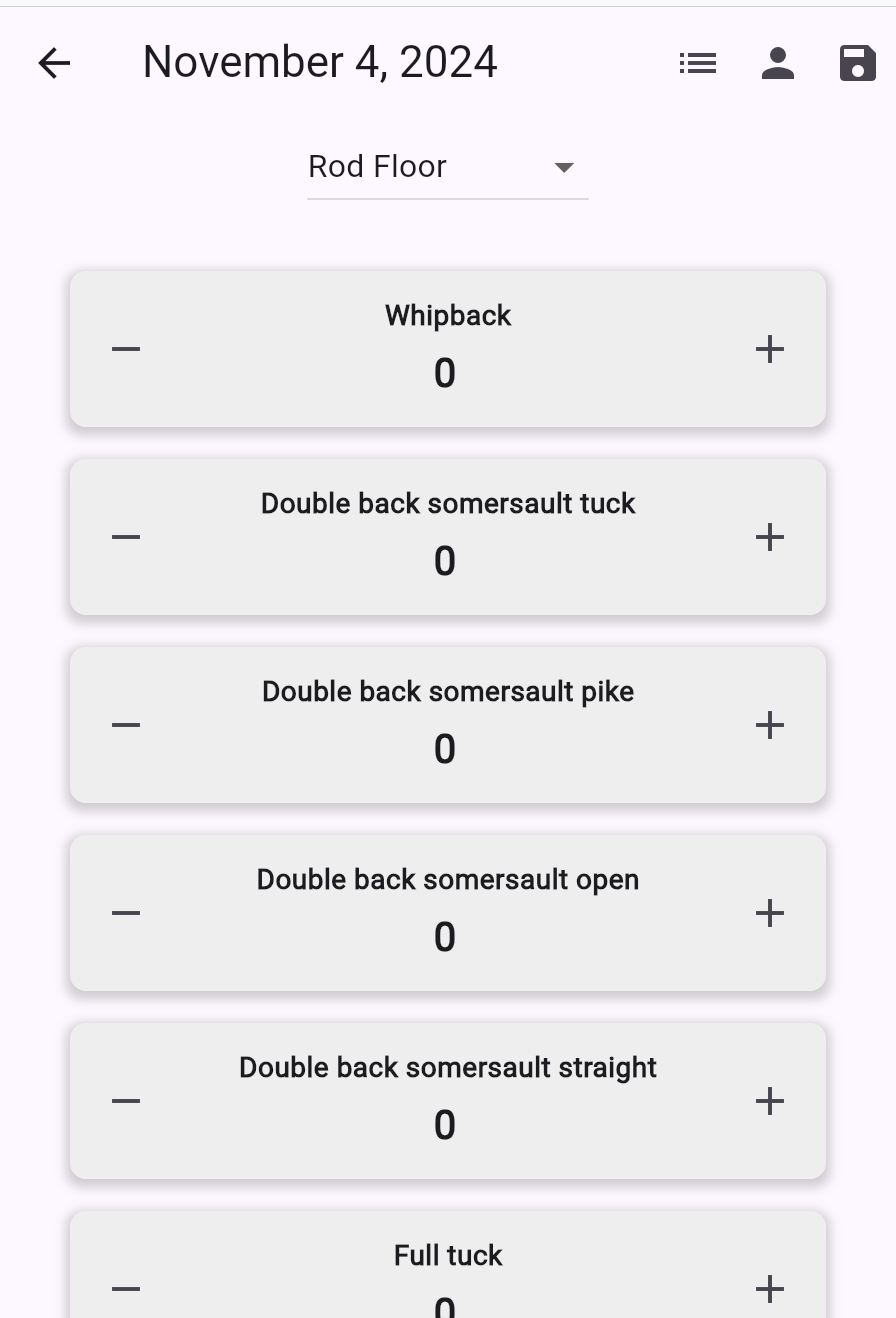 November 4, 2024
Rod Floor
Whipback
0
Double back somersault tuck
0
Double back somersault pike
0
Double back somersault open
0
Double back somersault straight
0
Full tuck
0